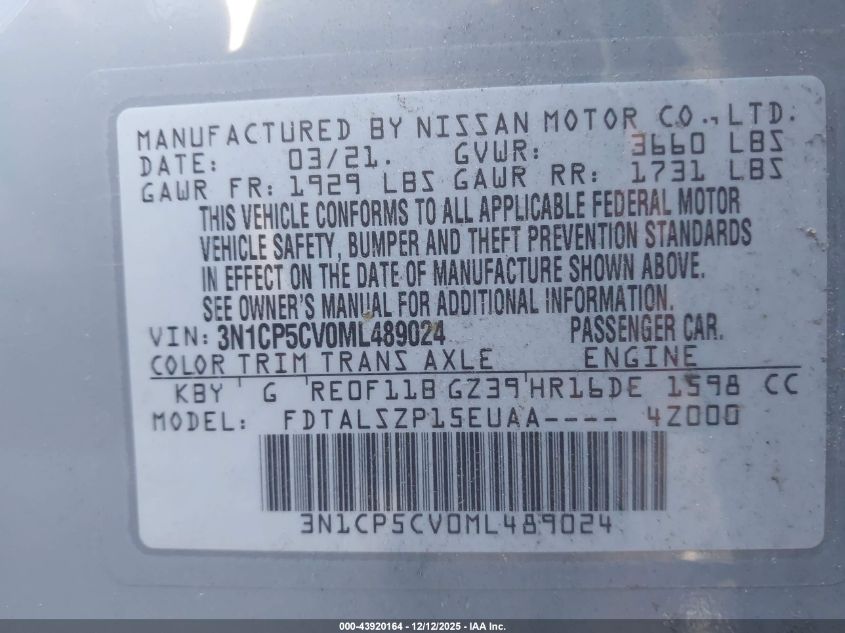 MANUFACTURED BY NISSAN MOTOR CO., LTD.
DATE: 03/21. GVWR: 3660 LBS
GAWR FR: 1929 LBS GAWR RR: 1731 LBS
THIS VEHICLE CONFORMS TO ALL APPLICABLE FEDERAL MOTOR
VEHICLE SAFETY, BUMPER AND THEFT PREVENTION STANDARDS
IN EFFECT ON THE DATE OF MANUFACTURE SHOWN ABOVE.
SEE OWNER'S MANUAL FOR ADDITIONAL INFORMATION.
VIN: 3N1CP5CV0ML489024 PASSENGER CAR.
COLOR TRIM TRANS AXLE ENGINE
KBY G RE0F11B GZ39 HR16DE 1598 CC
MODEL: FDTALSZP15EUAA---- 4Z000
3N1CP5CV0ML489024
000-43920164 - 12/12/2025 - IAA Inc.